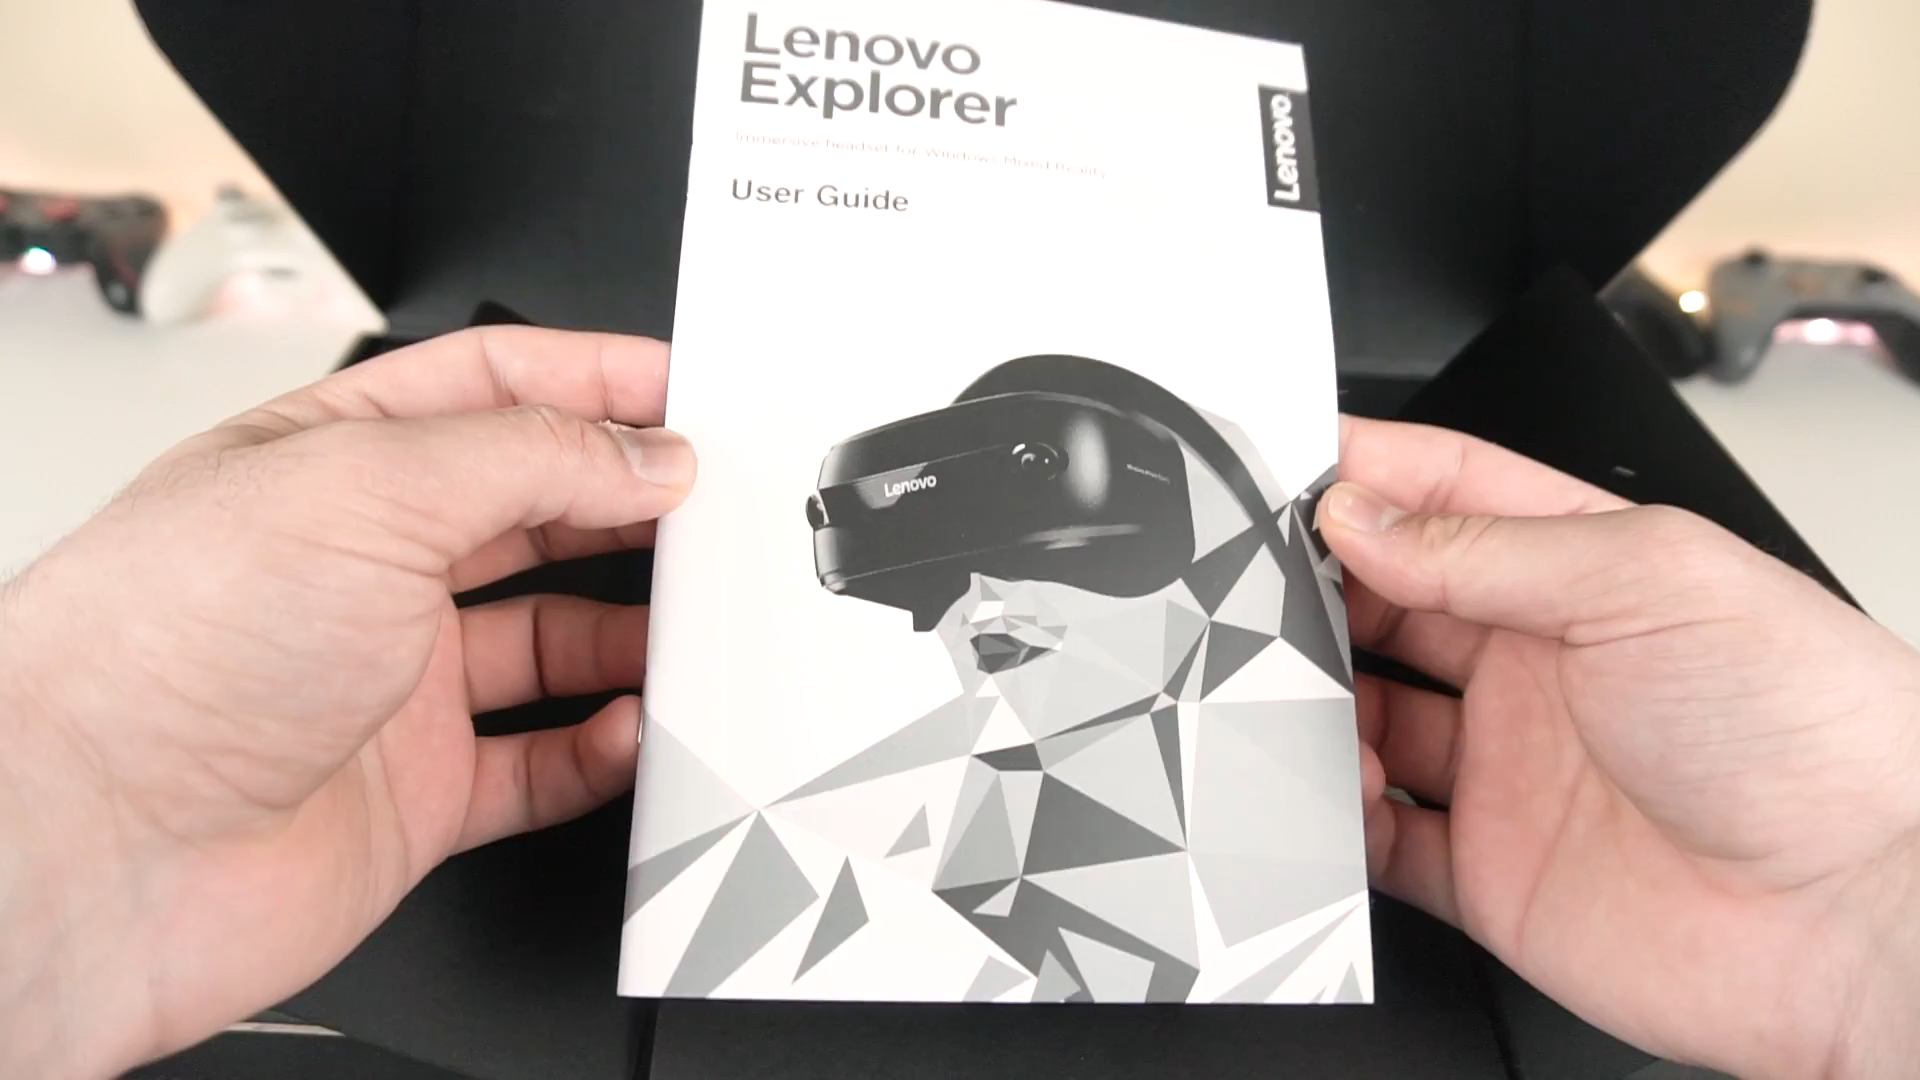 Lenovo
Explorer
Immersive headset for Windows Mixed Reality
User Guide
Lenovo
Lenovo